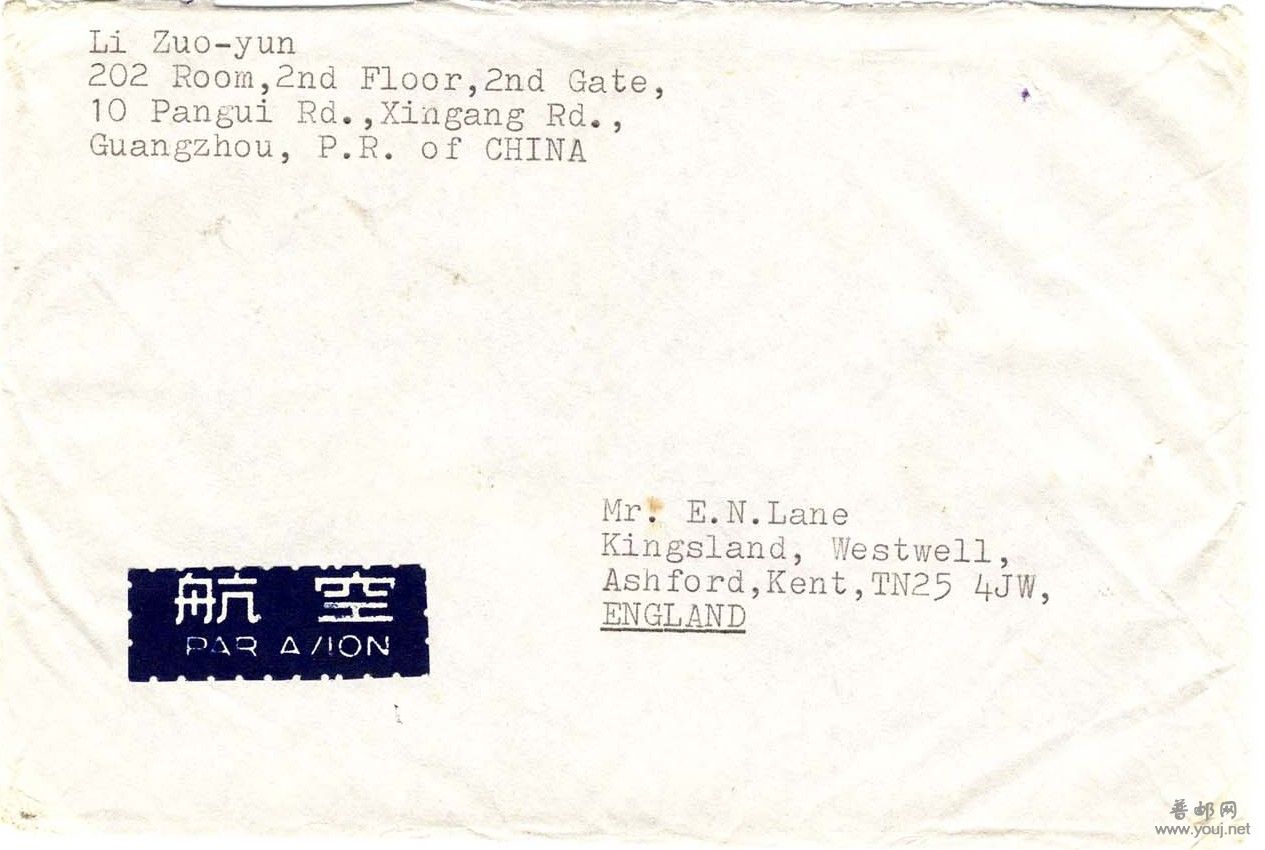 Li Zuo-yun
202 Room,2nd Floor,2nd Gate,
10 Pangui Rd.,Xingang Rd.,
Guangzhou, P.R. of CHINA
Mr. E.N.Lane
Kingsland, Westwell,
Ashford,Kent,TN25 4JW,
ENGLAND
航 空
PAR AVION
普邮网
www.youj.net